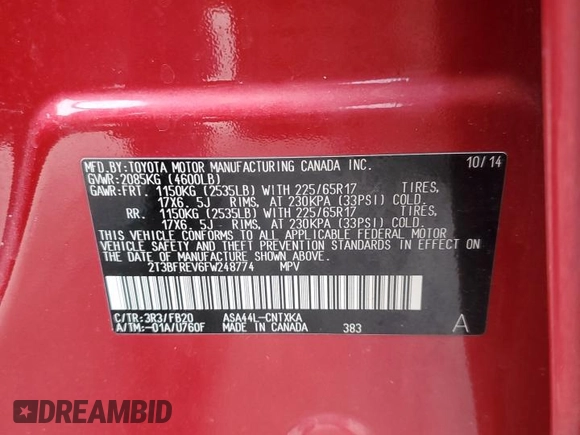 MFD.BY:TOYOTA MOTOR MANUFACTURING CANADA INC. 10/14
GVWR:2085KG (4600LB)
GAWR:FRT. 1150KG (2535LB) WITH 225/65R17 TIRES,
17X6.5J RIMS, AT 230KPA (33PSI) COLD.
RR. 1150KG (2535LB) WITH 225/65R17 TIRES,
17X6.5J RIMS, AT 230KPA (33PSI) COLD.
THIS VEHICLE CONFORMS TO ALL APPLICABLE FEDERAL MOTOR
VEHICLE SAFETY AND THEFT PREVENTION STANDARDS IN EFFECT ON
THE DATE OF MANUFACTURE SHOWN ABOVE.
2T3BFREV6FW248774 MPV
C/TR:3R3/FB20 ASA44L-CNTXKA
A/TM:-01A/U760F MADE IN CANADA 383 A
DREAMBID